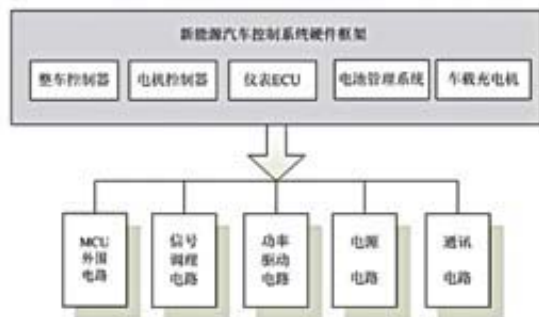 新能源汽车控制系统硬件框架
整车控制器
电机控制器
仪表ECU
电池管理系统
车载充电机
MCU
外围
电路
信号
调理
电路
功率
驱动
电路
电源
电路
通讯
电路